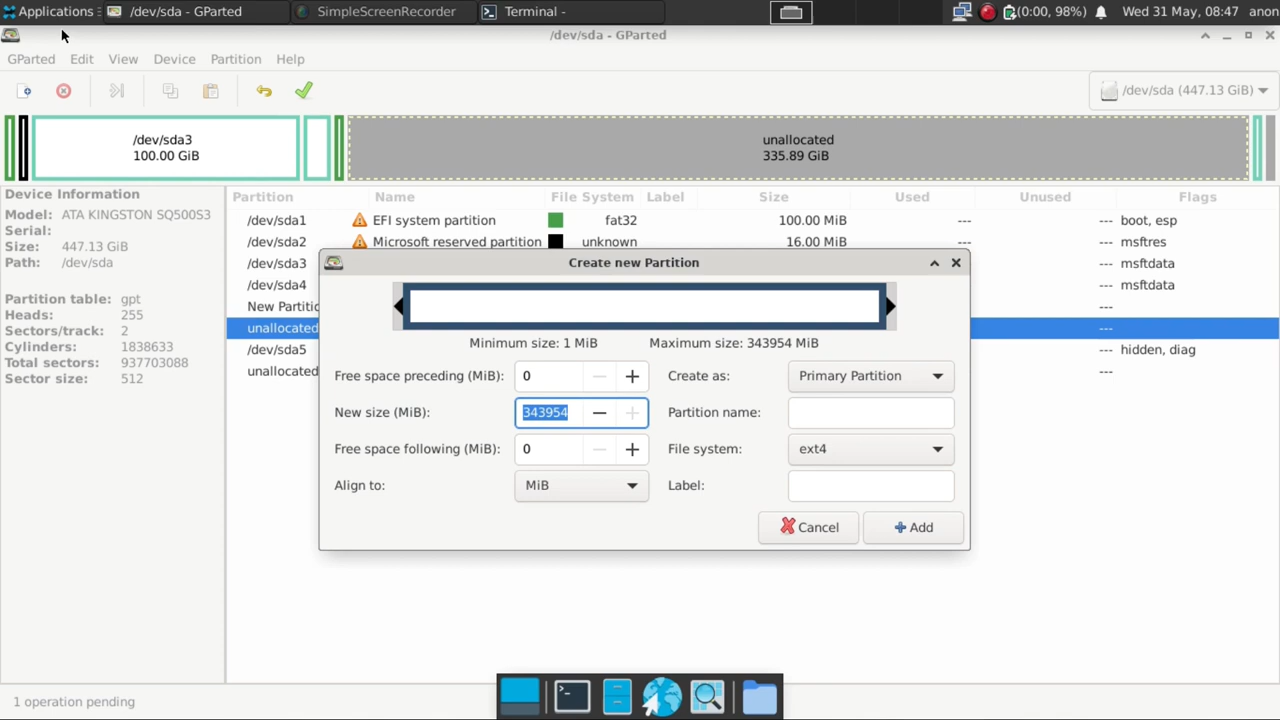 Applications
/dev/sda - GParted
SimpleScreenRecorder
Terminal -
(0:00, 98%)
Wed 31 May, 08:47
anon
/dev/sda - GParted
GParted Edit View Device Partition Help
/dev/sda (447.13 GiB)
/dev/sda3
100.00 GiB
unallocated
335.89 GiB
Device Information
Model: ATA KINGSTON SQ500S3
Serial:
Size: 447.13 GiB
Path: /dev/sda
Partition table: gpt
Heads: 255
Sectors/track: 2
Cylinders: 1838633
Total sectors: 937703088
Sector size: 512
Partition Name File System Label Size Used Unused Flags
/dev/sda1 EFI system partition fat32 100.00 MiB --- --- boot, esp
/dev/sda2 Microsoft reserved partition unknown 16.00 MiB --- --- msftres
/dev/sda3 --- msftdata
/dev/sda4 --- msftdata
New ---
unallocated ---
/dev/sda5 --- hidden, diag
unallocated ---
Create new Partition
Minimum size: 1 MiB Maximum size: 343954 MiB
Free space preceding (MiB): 0
New size (MiB): 343954
Free space following (MiB): 0
Align to: MiB
Create as: Primary Partition
Partition name:
File system: ext4
Label:
Cancel
Add
1 operation pending